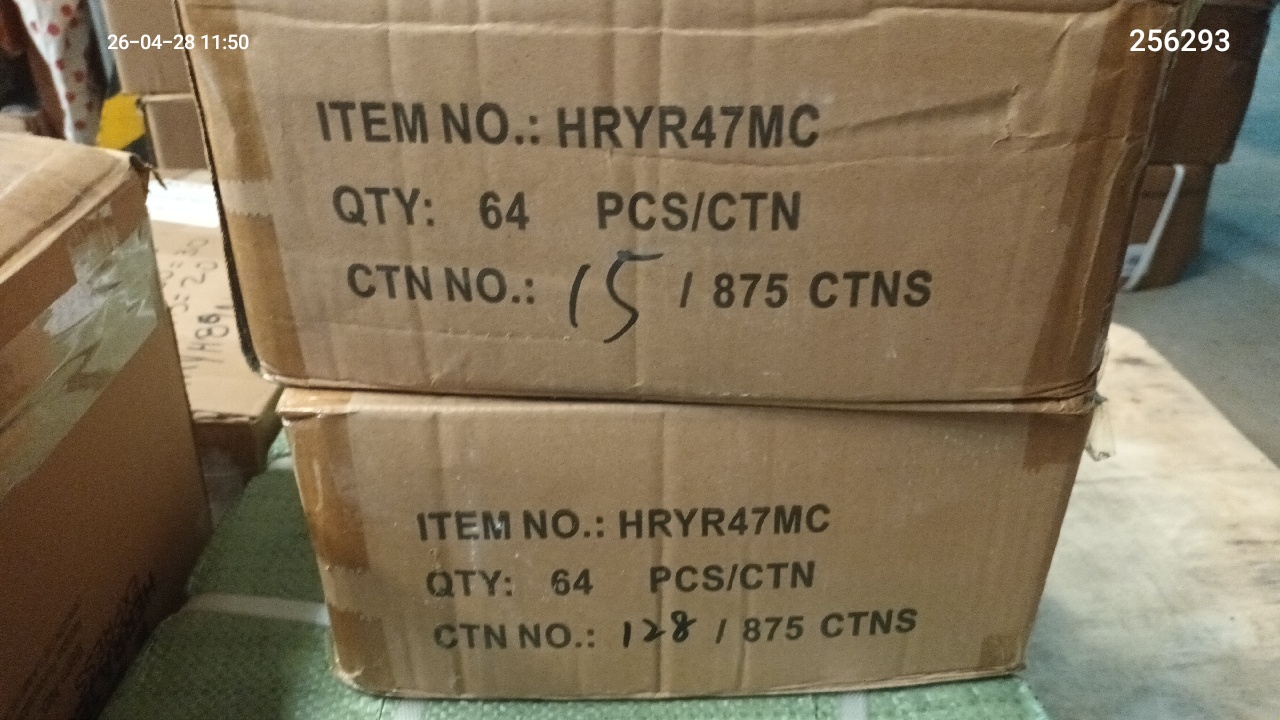 26-04-28 11:50
256293
ITEM NO.: HRYR47MC
QTY: 64 PCS/CTN
CTN NO.: 15 / 875 CTNS
ITEM NO.: HRYR47MC
QTY: 64 PCS/CTN
CTN NO.: 128 / 875 CTNS